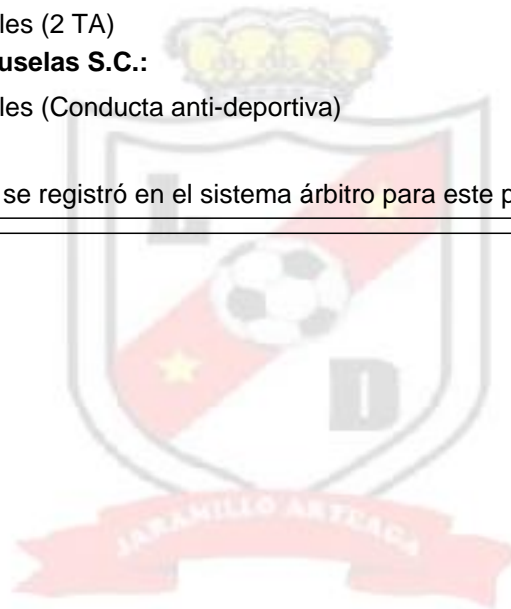 les (2 TA)
uselas S.C.:
les (Conducta anti-deportiva)
se registró en el sistema árbitro para este p
L
D
JARAMILLO ARTEAGA